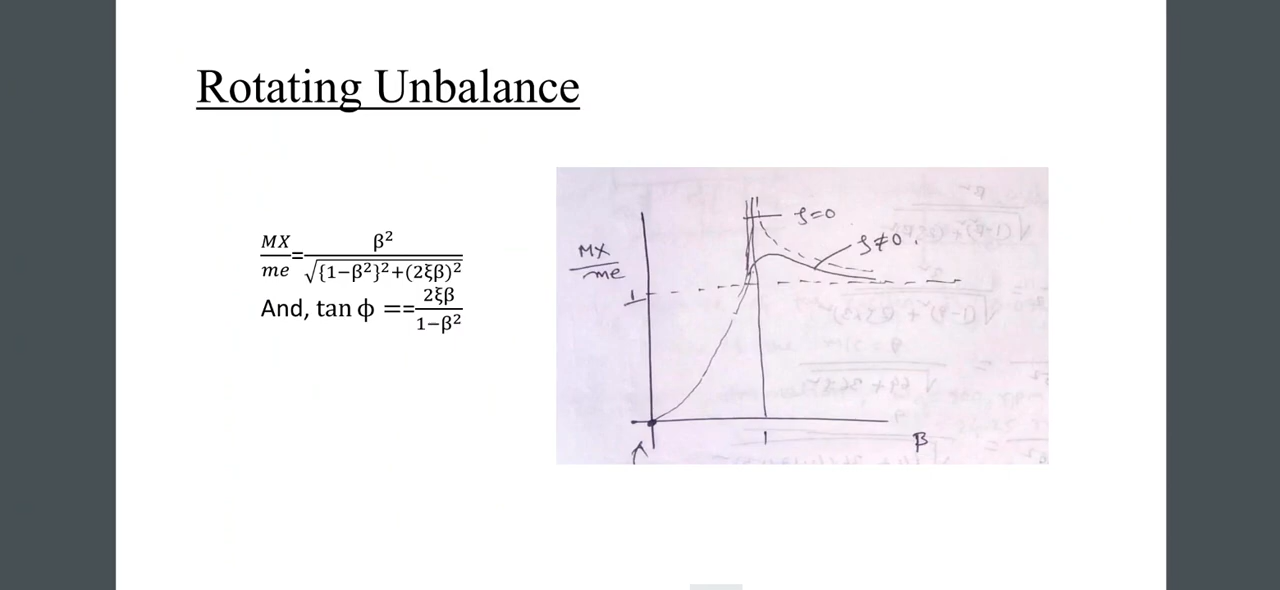 Rotating Unbalance
MX/me=β²/√{1−β²}²+(2ξβ)²
And, tan ϕ ==2ξβ/1−β²
MX/me
ξ=0
ξ≠0.
1
1
β